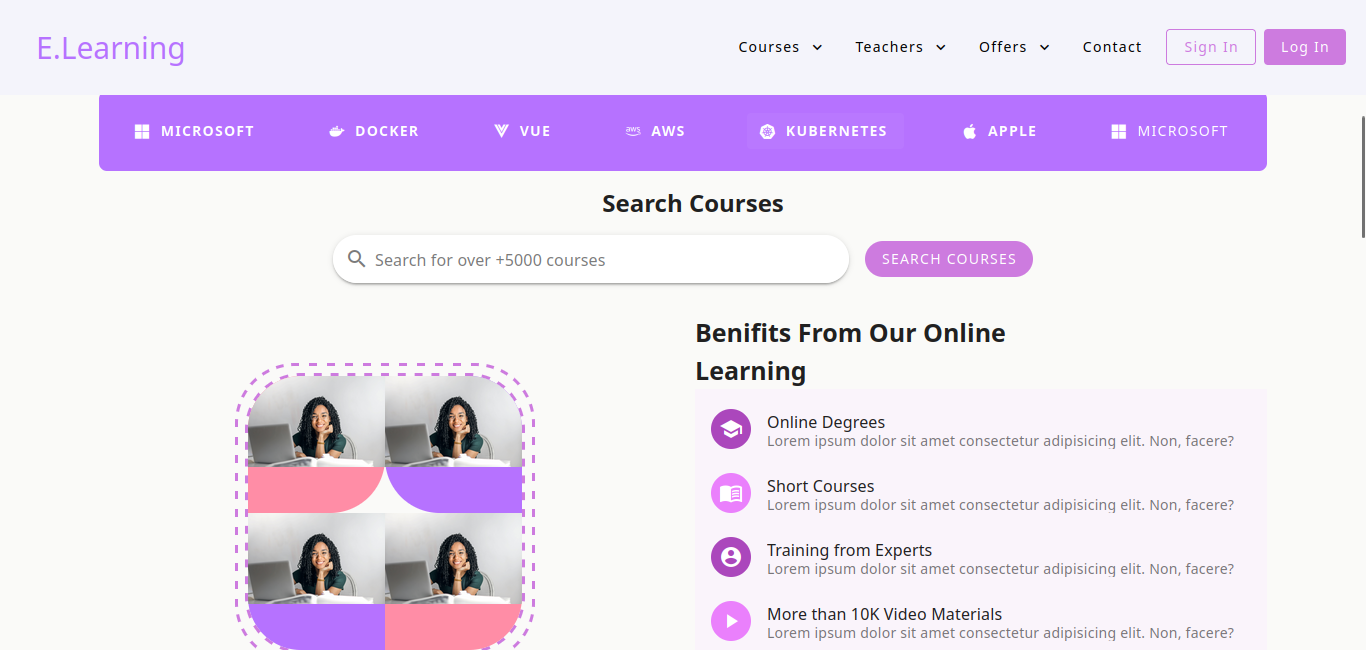 E.Learning
Courses Teachers Offers Contact Sign In Log In
MICROSOFT DOCKER VUE aws AWS KUBERNETES APPLE MICROSOFT
Search Courses
Search for over +5000 courses SEARCH COURSES
Benifits From Our Online
Learning
Online Degrees
Lorem ipsum dolor sit amet consectetur adipisicing elit. Non, facere?
Short Courses
Lorem ipsum dolor sit amet consectetur adipisicing elit. Non, facere?
Training from Experts
Lorem ipsum dolor sit amet consectetur adipisicing elit. Non, facere?
More than 10K Video Materials
Lorem ipsum dolor sit amet consectetur adipisicing elit. Non, facere?